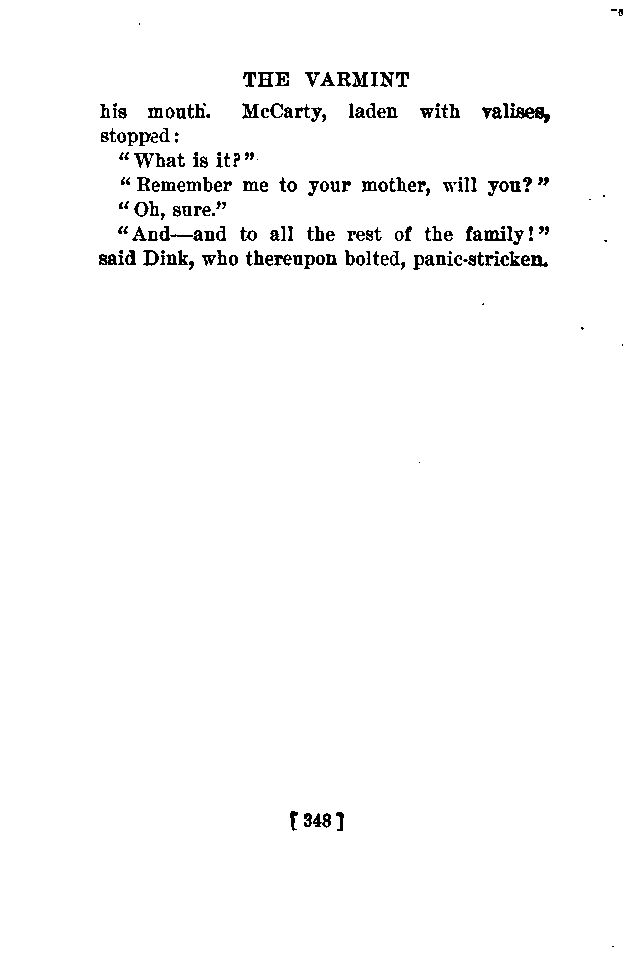 THE VARMINT
his mouth. McCarty, laden with valises,
stopped:
"What is it?"
"Remember me to your mother, will you?"
"Oh, sure."
"And—and to all the rest of the family!"
said Dink, who thereupon bolted, panic-stricken.
[348]